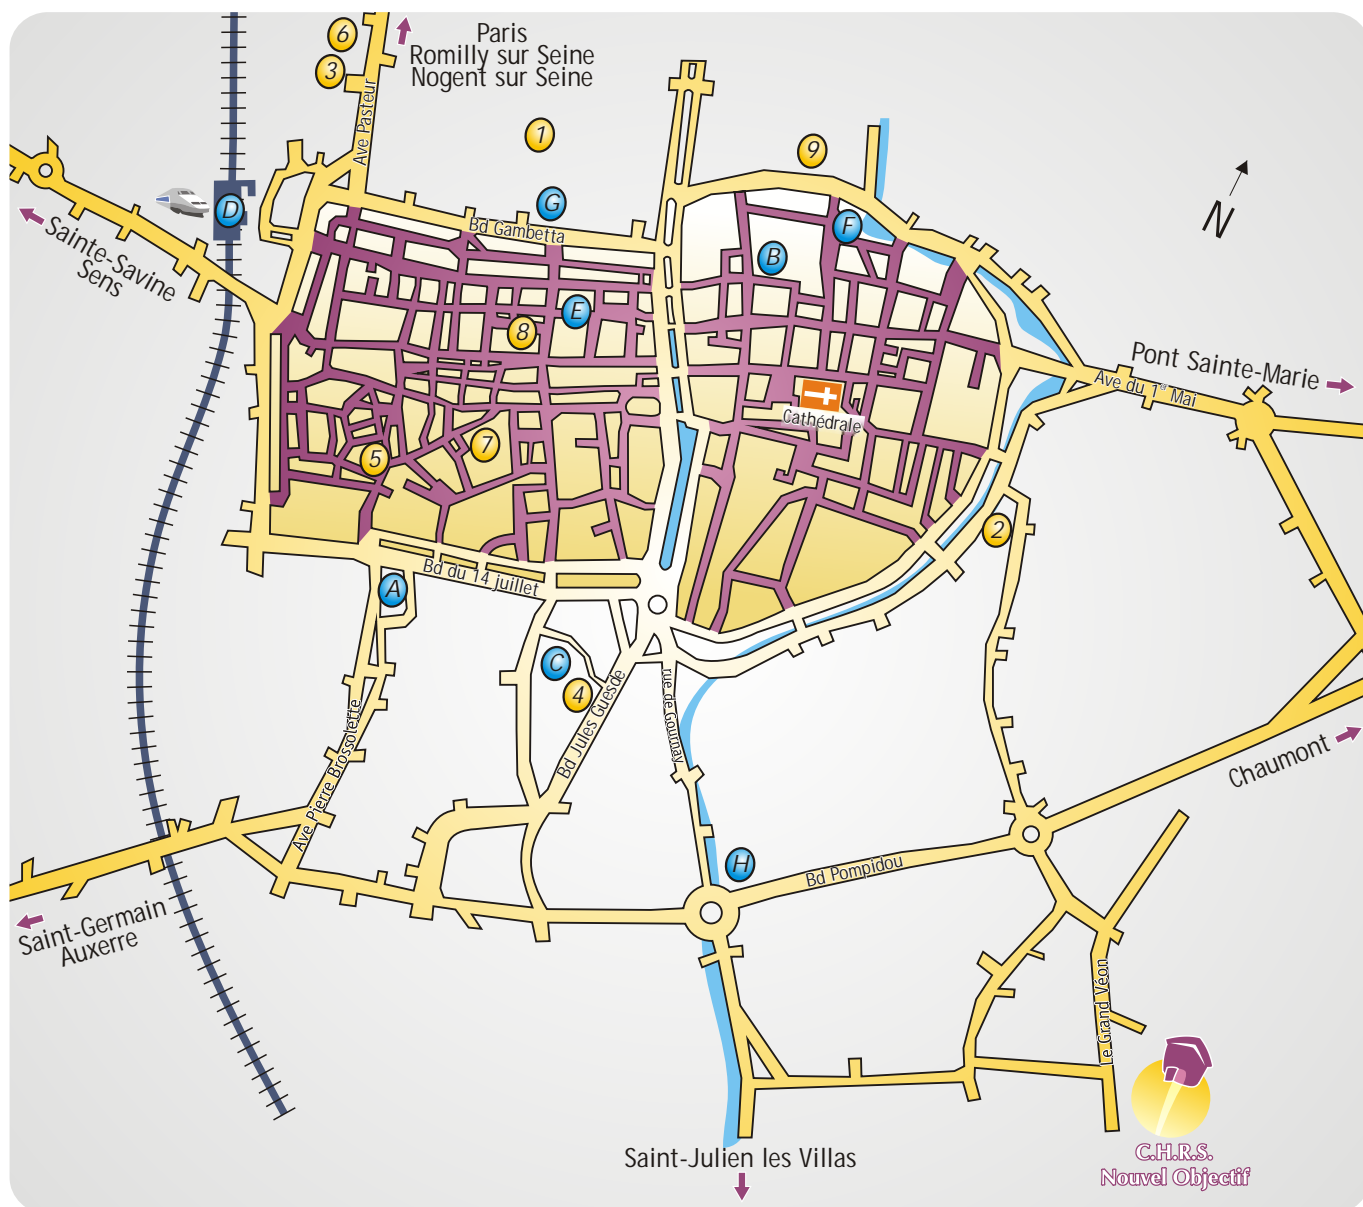 6
Paris
Romilly sur Seine
Nogent sur Seine
3
Ave Pasteur
1
9
D
G
F
N
Bd Gambetta
B
Sainte-Savine
Sens
E
8
Pont Sainte-Marie
Ave du 1er Mai
Cathédrale
7
5
2
Bd du 14 juillet
A
C
4
Bd Jules Guesde
rue de Gournay
Ave Pierre Brossolette
Chaumont
H
Bd Pompidou
Saint-Germain
Auxerre
Le Grand Véon
C.H.R.S.
Nouvel Objectif
Saint-Julien les Villas